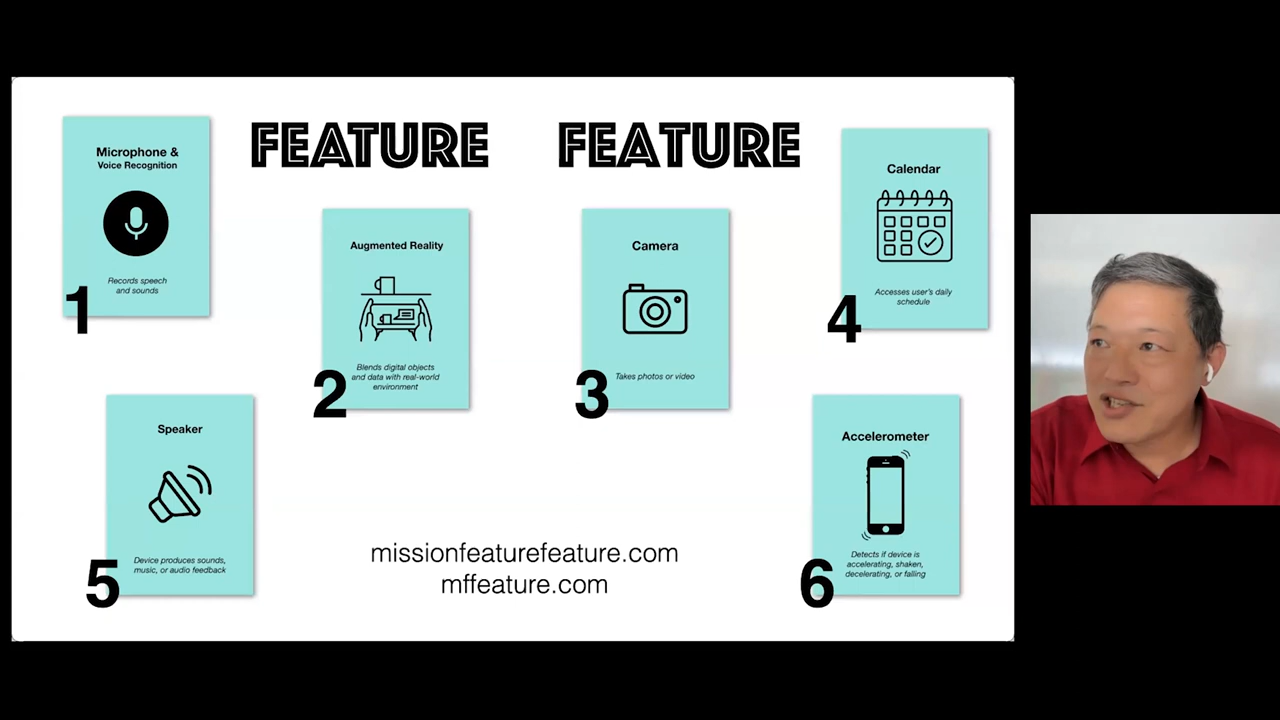 FEATURE FEATURE
Microphone &
Voice Recognition
Records speech
and sounds
1
Augmented Reality
Blends digital objects
and data with real-world
environment
2
Camera
Takes photos or video
3
Calendar
Accesses user's daily
schedule
4
Speaker
Device produces sounds,
music, or audio feedback
5
Accelerometer
Detects if device is
accelerating, shaken,
decelerating, or falling
6
missionfeaturefeature.com
mffeature.com